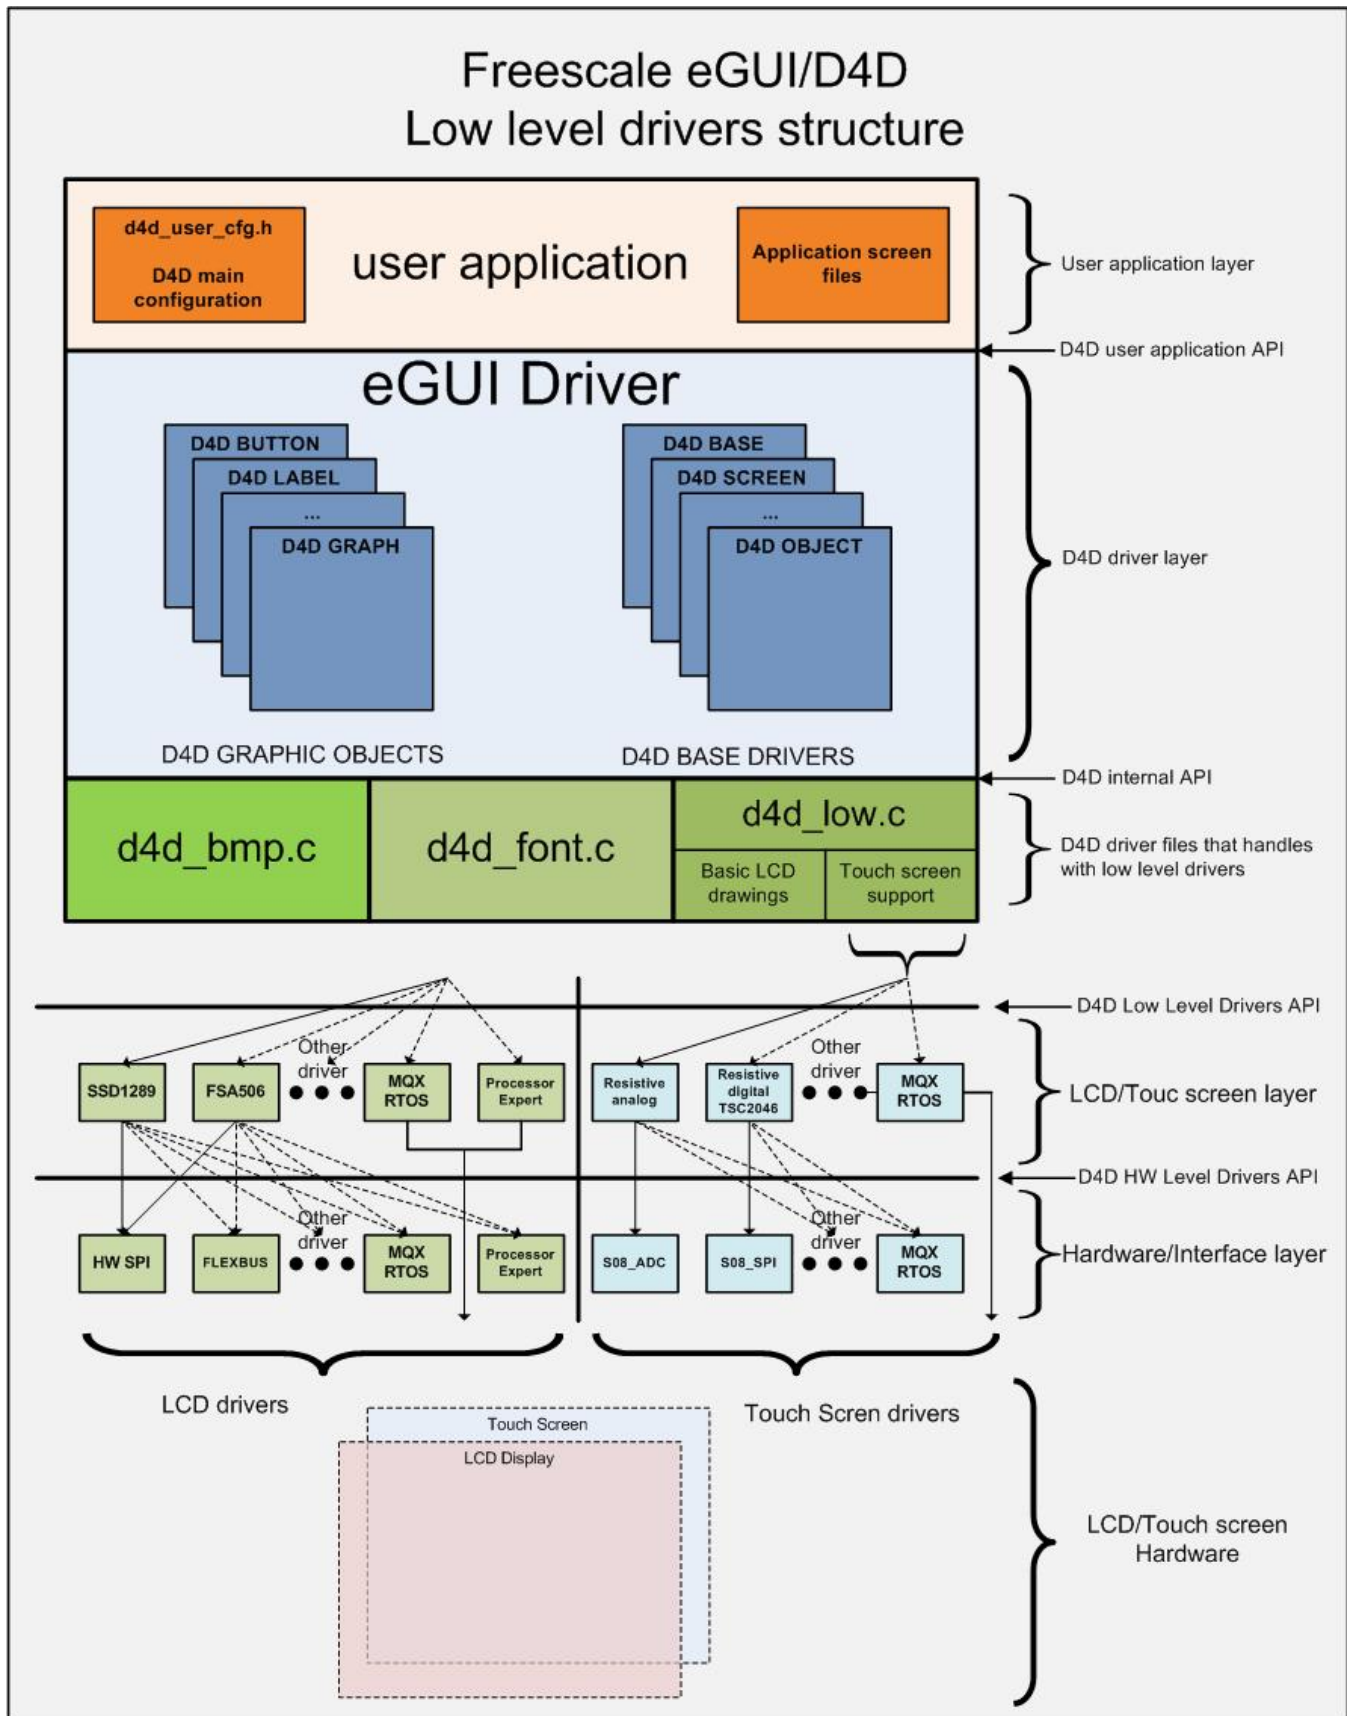 Freescale eGUI/D4D
Low level drivers structure
d4d_user_cfg.h
D4D main
configuration
user application
Application screen
files
User application layer
D4D user application API
eGUI Driver
D4D BUTTON
D4D LABEL
...
D4D GRAPH
D4D BASE
D4D SCREEN
...
D4D OBJECT
D4D driver layer
D4D GRAPHIC OBJECTS
D4D BASE DRIVERS
D4D internal API
d4d_bmp.c
d4d_font.c
d4d_low.c
Basic LCD
drawings
Touch screen
support
D4D driver files that handles
with low level drivers
D4D Low Level Drivers API
SSD1289
FSA506
Other
driver
MQX
RTOS
Processor
Expert
Resistive
analog
Resistive
digital
TSC2046
Other
driver
MQX
RTOS
LCD/Touc screen layer
D4D HW Level Drivers API
HW SPI
FLEXBUS
Other
driver
MQX
RTOS
Processor
Expert
S08_ADC
S08_SPI
Other
driver
MQX
RTOS
Hardware/Interface layer
LCD drivers
Touch Scren drivers
Touch Screen
LCD Display
LCD/Touch screen
Hardware